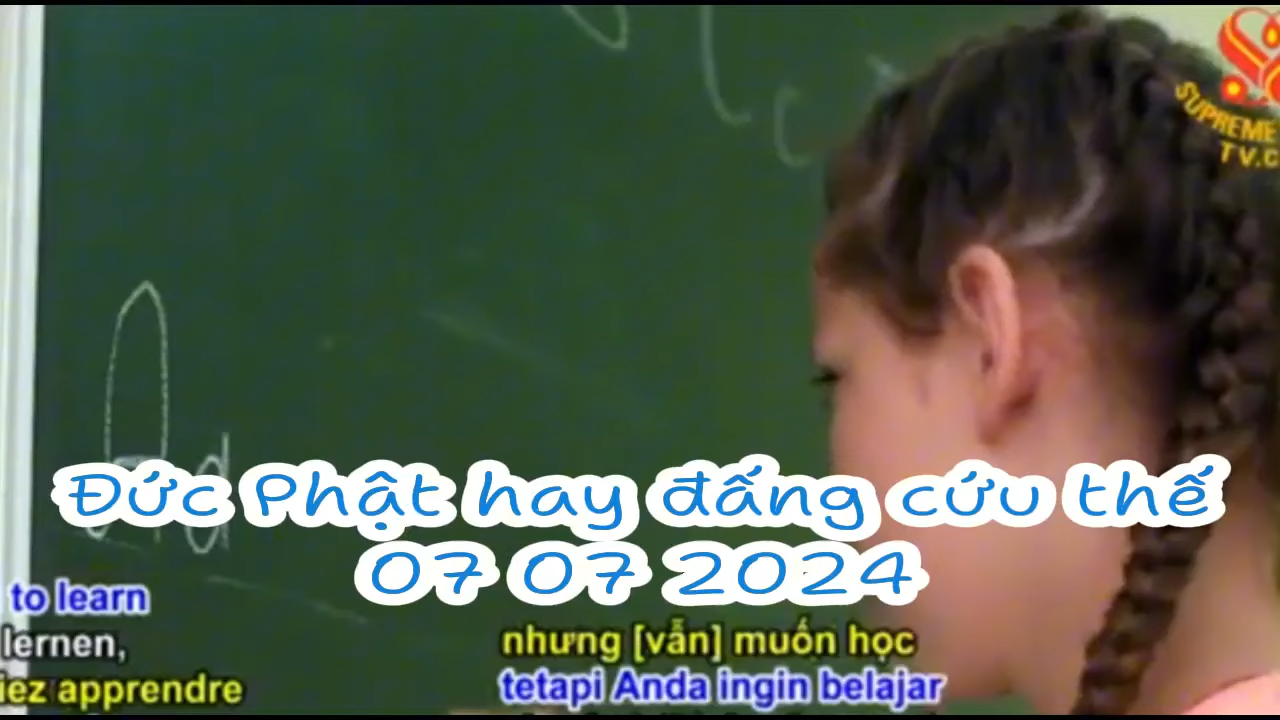 SUPREME
TV.C
Ad
Đức Phật hay đấng cứu thế
07 07 2024
to learn
lernen,
iez apprendre
nhưng [vẫn] muốn học
tetapi Anda ingin belajar